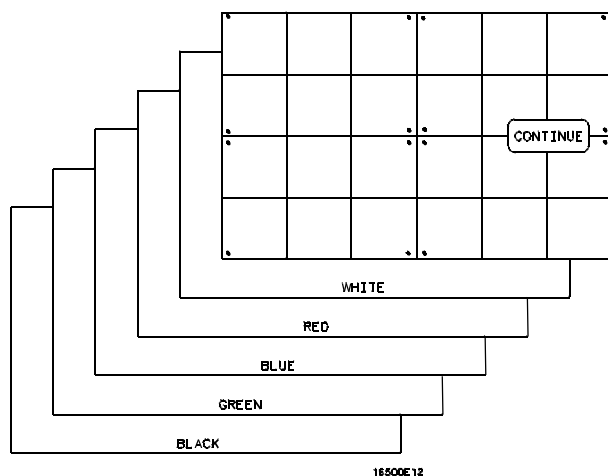 CONTINUE
WHITE
RED
BLUE
GREEN
BLACK
16500E12